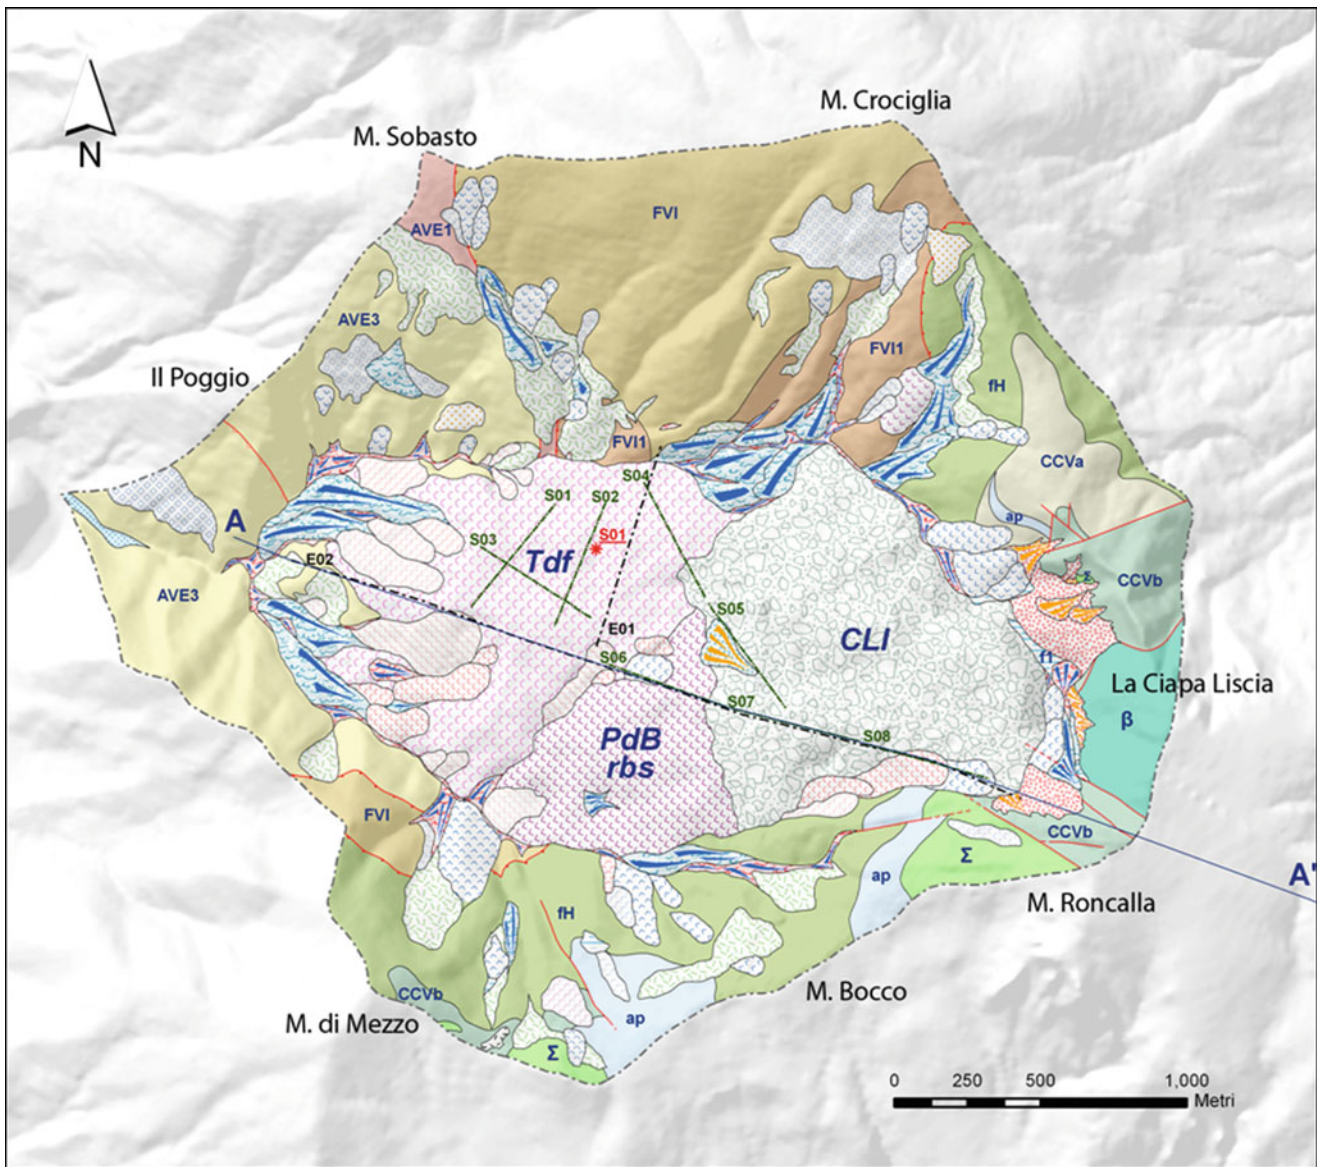 M. Crociglia
M. Sobasto
N
FVI
AVE1
AVE3
FVI1
Il Poggio
fH
FVI1
CCVa
S04
S01
S02
A
ap
S01
S03
Tdf
E02
CCVb
Σ
AVE3
S05
E01
CLI
S06
La Ciapa Liscia
S07
β
PdB
rbs
S08
FVI
CCVb
Σ
ap
A'
M. Roncalla
fH
M. Bocco
CCVb
ap
M. di Mezzo
Σ
0 250 500 1,000
Metri